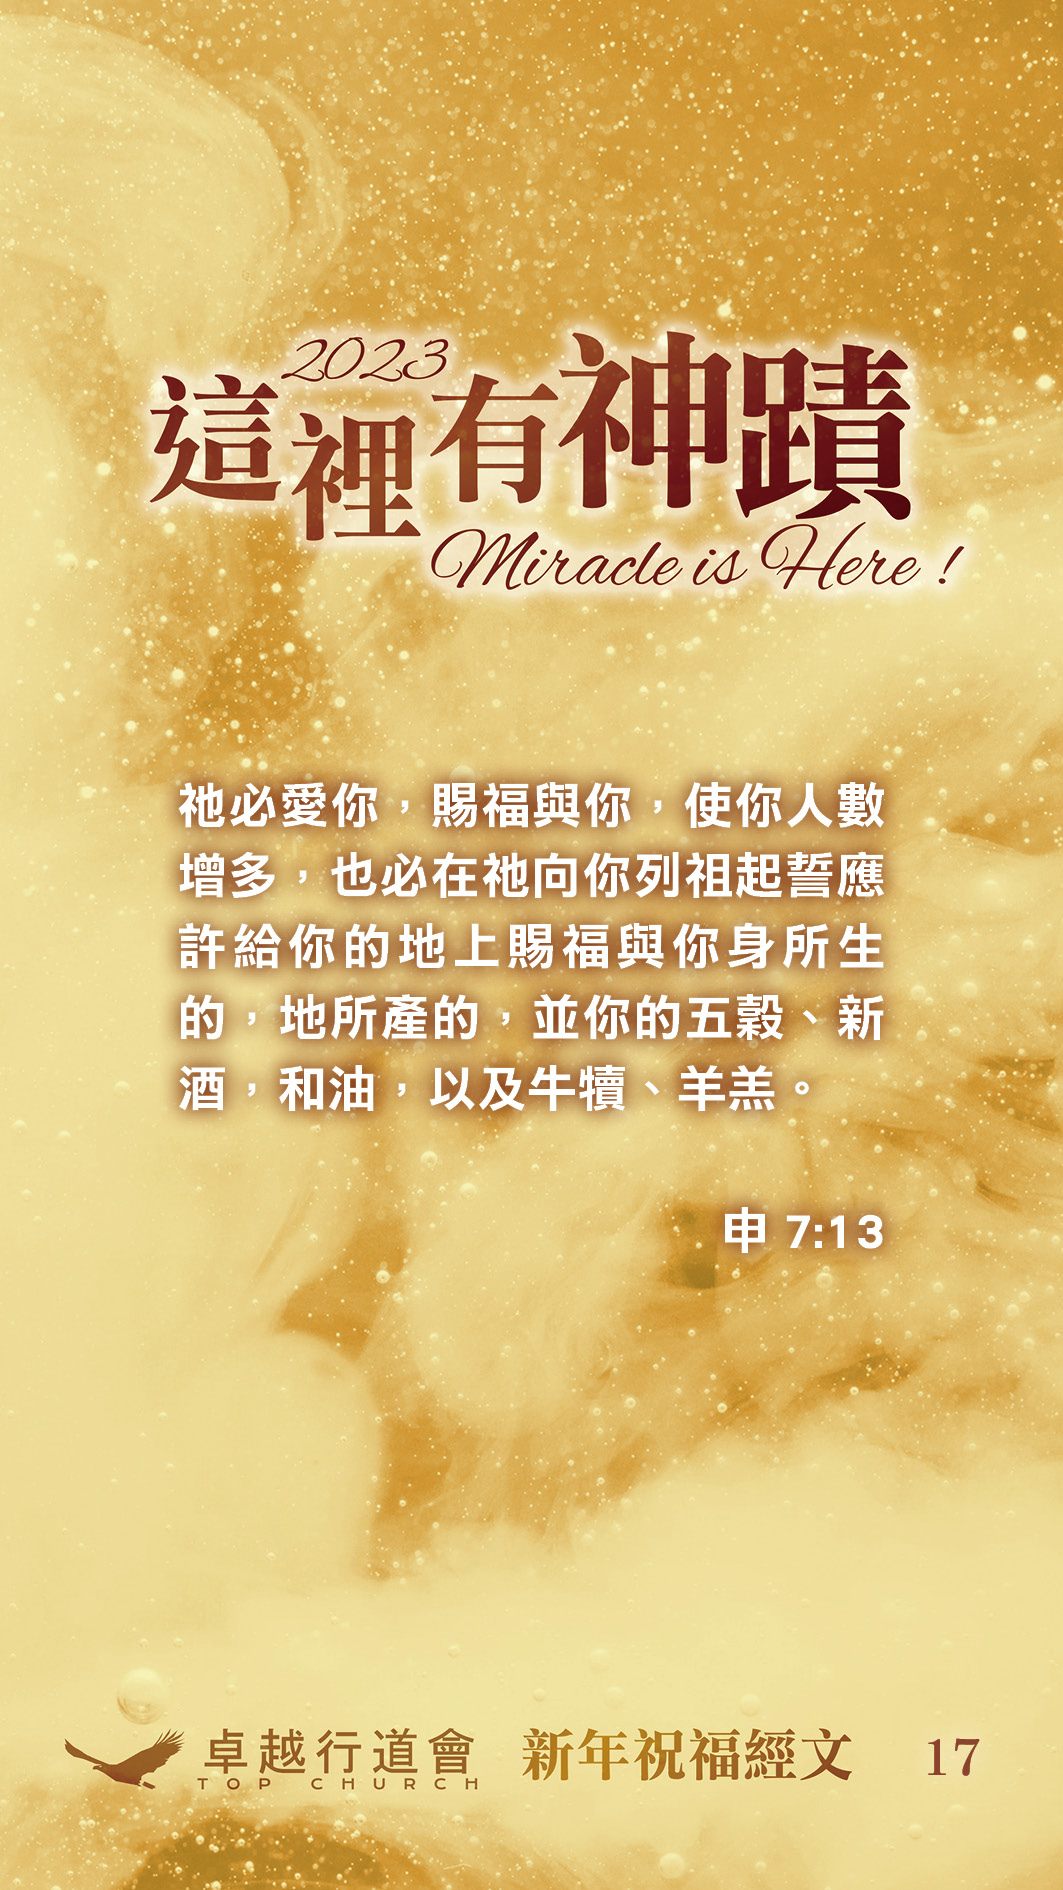 2023
這裡有神蹟
Miracle is Here !
祂必愛你，賜福與你，使你人數
增多，也必在祂向你列祖起誓應
許給你的地上賜福與你身所生
的，地所產的，並你的五穀、新
酒，和油，以及牛犢、羊羔。
申 7:13
卓越行道會
TOP CHURCH
新年祝福經文
17